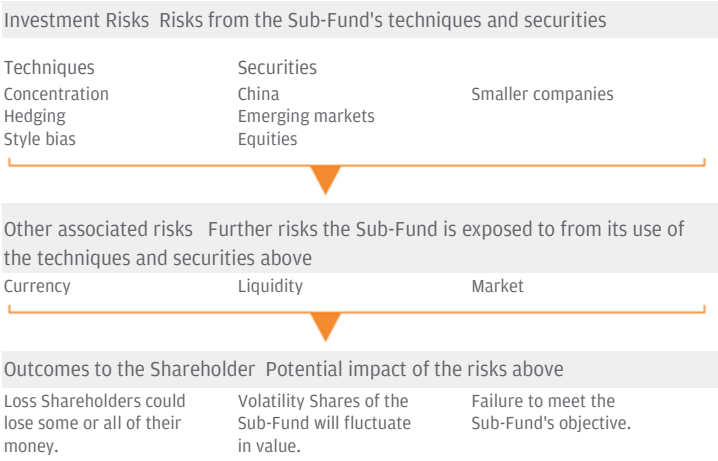 Investment Risks Risks from the Sub-Fund's techniques and securities
Techniques
Concentration
Hedging
Style bias
Securities
China
Emerging markets
Equities
Smaller companies
Other associated risks Further risks the Sub-Fund is exposed to from its use of
the techniques and securities above
Currency
Liquidity
Market
Outcomes to the Shareholder Potential impact of the risks above
Loss Shareholders could
lose some or all of their
money.
Volatility Shares of the
Sub-Fund will fluctuate
in value.
Failure to meet the
Sub-Fund's objective.